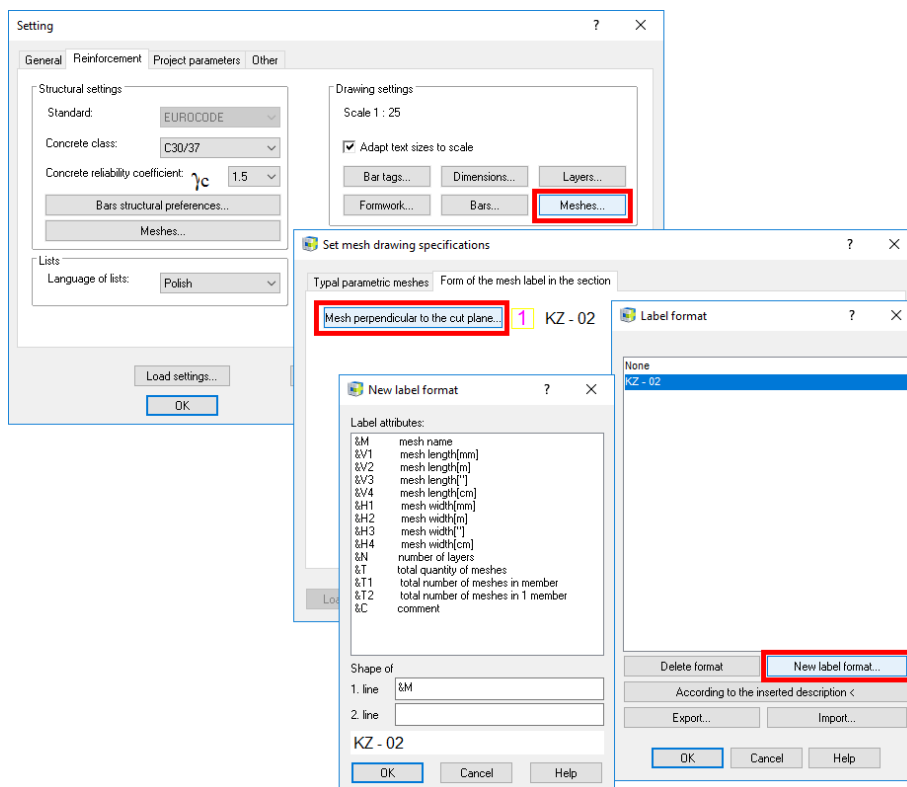 Setting ? ×
General Reinforcement Project parameters Other
Structural settings
Standard: EUROCODE
Concrete class: C30/37
Concrete reliability coefficient: γc 1.5
Bars structural preferences...
Meshes...
Lists
Language of lists: Polish
Load settings...
OK
Drawing settings
Scale 1 : 25
Adapt text sizes to scale
Bar tags... Dimensions... Layers...
Formwork... Bars... Meshes...
Set mesh drawing specifications ? ×
Typal parametric meshes Form of the mesh label in the section
Mesh perpendicular to the cut plane... 1 KZ - 02
New label format ? ×
Label attributes:
&M mesh name
&V1 mesh length[mm]
&V2 mesh length[m]
&V3 mesh length["]
&V4 mesh length[cm]
&H1 mesh width[mm]
&H2 mesh width[m]
&H3 mesh width["]
&H4 mesh width[cm]
&N number of layers
&T total quantity of meshes
&T1 total number of meshes in member
&T2 total number of meshes in 1 member
&C comment
Shape of
1. line &M
2. line
KZ - 02
OK Cancel Help
Label format ? ×
None
KZ - 02
Delete format New label format...
According to the inserted description <
Export... Import...
OK Cancel Help